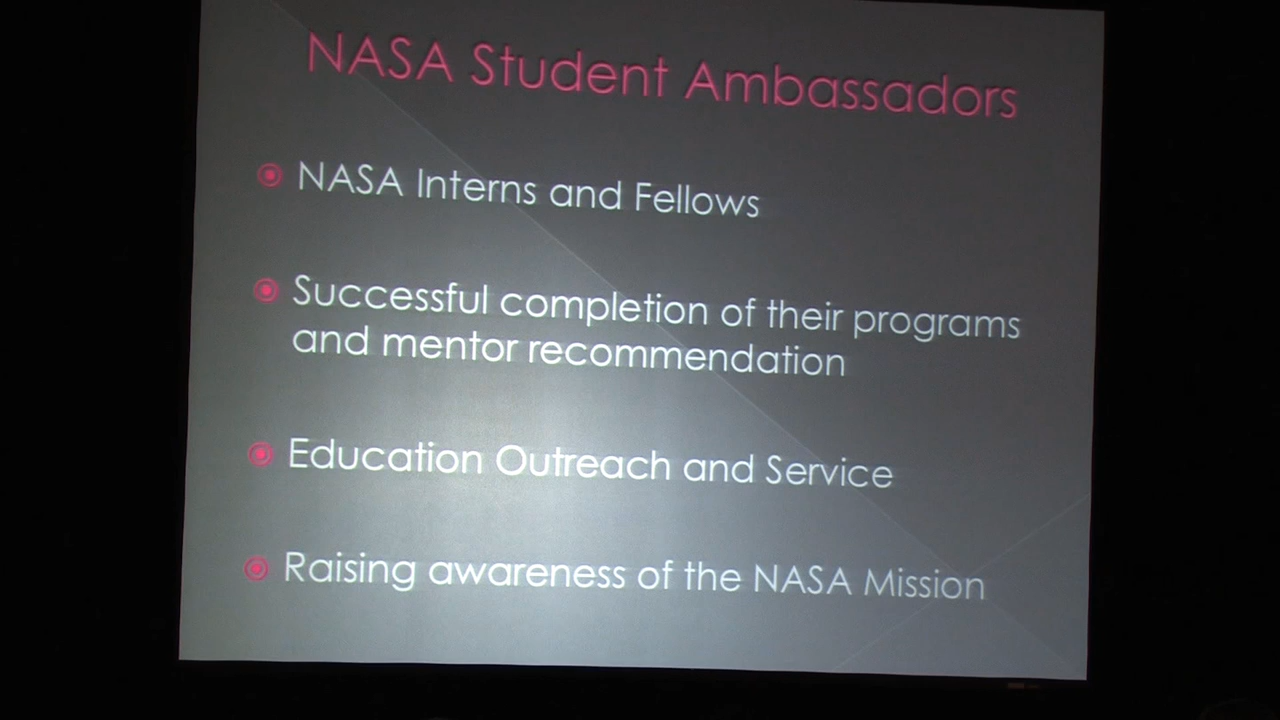 NASA Student Ambassadors
NASA Interns and Fellows
Successful completion of their programs
and mentor recommendation
Education Outreach and Service
Raising awareness of the NASA Mission